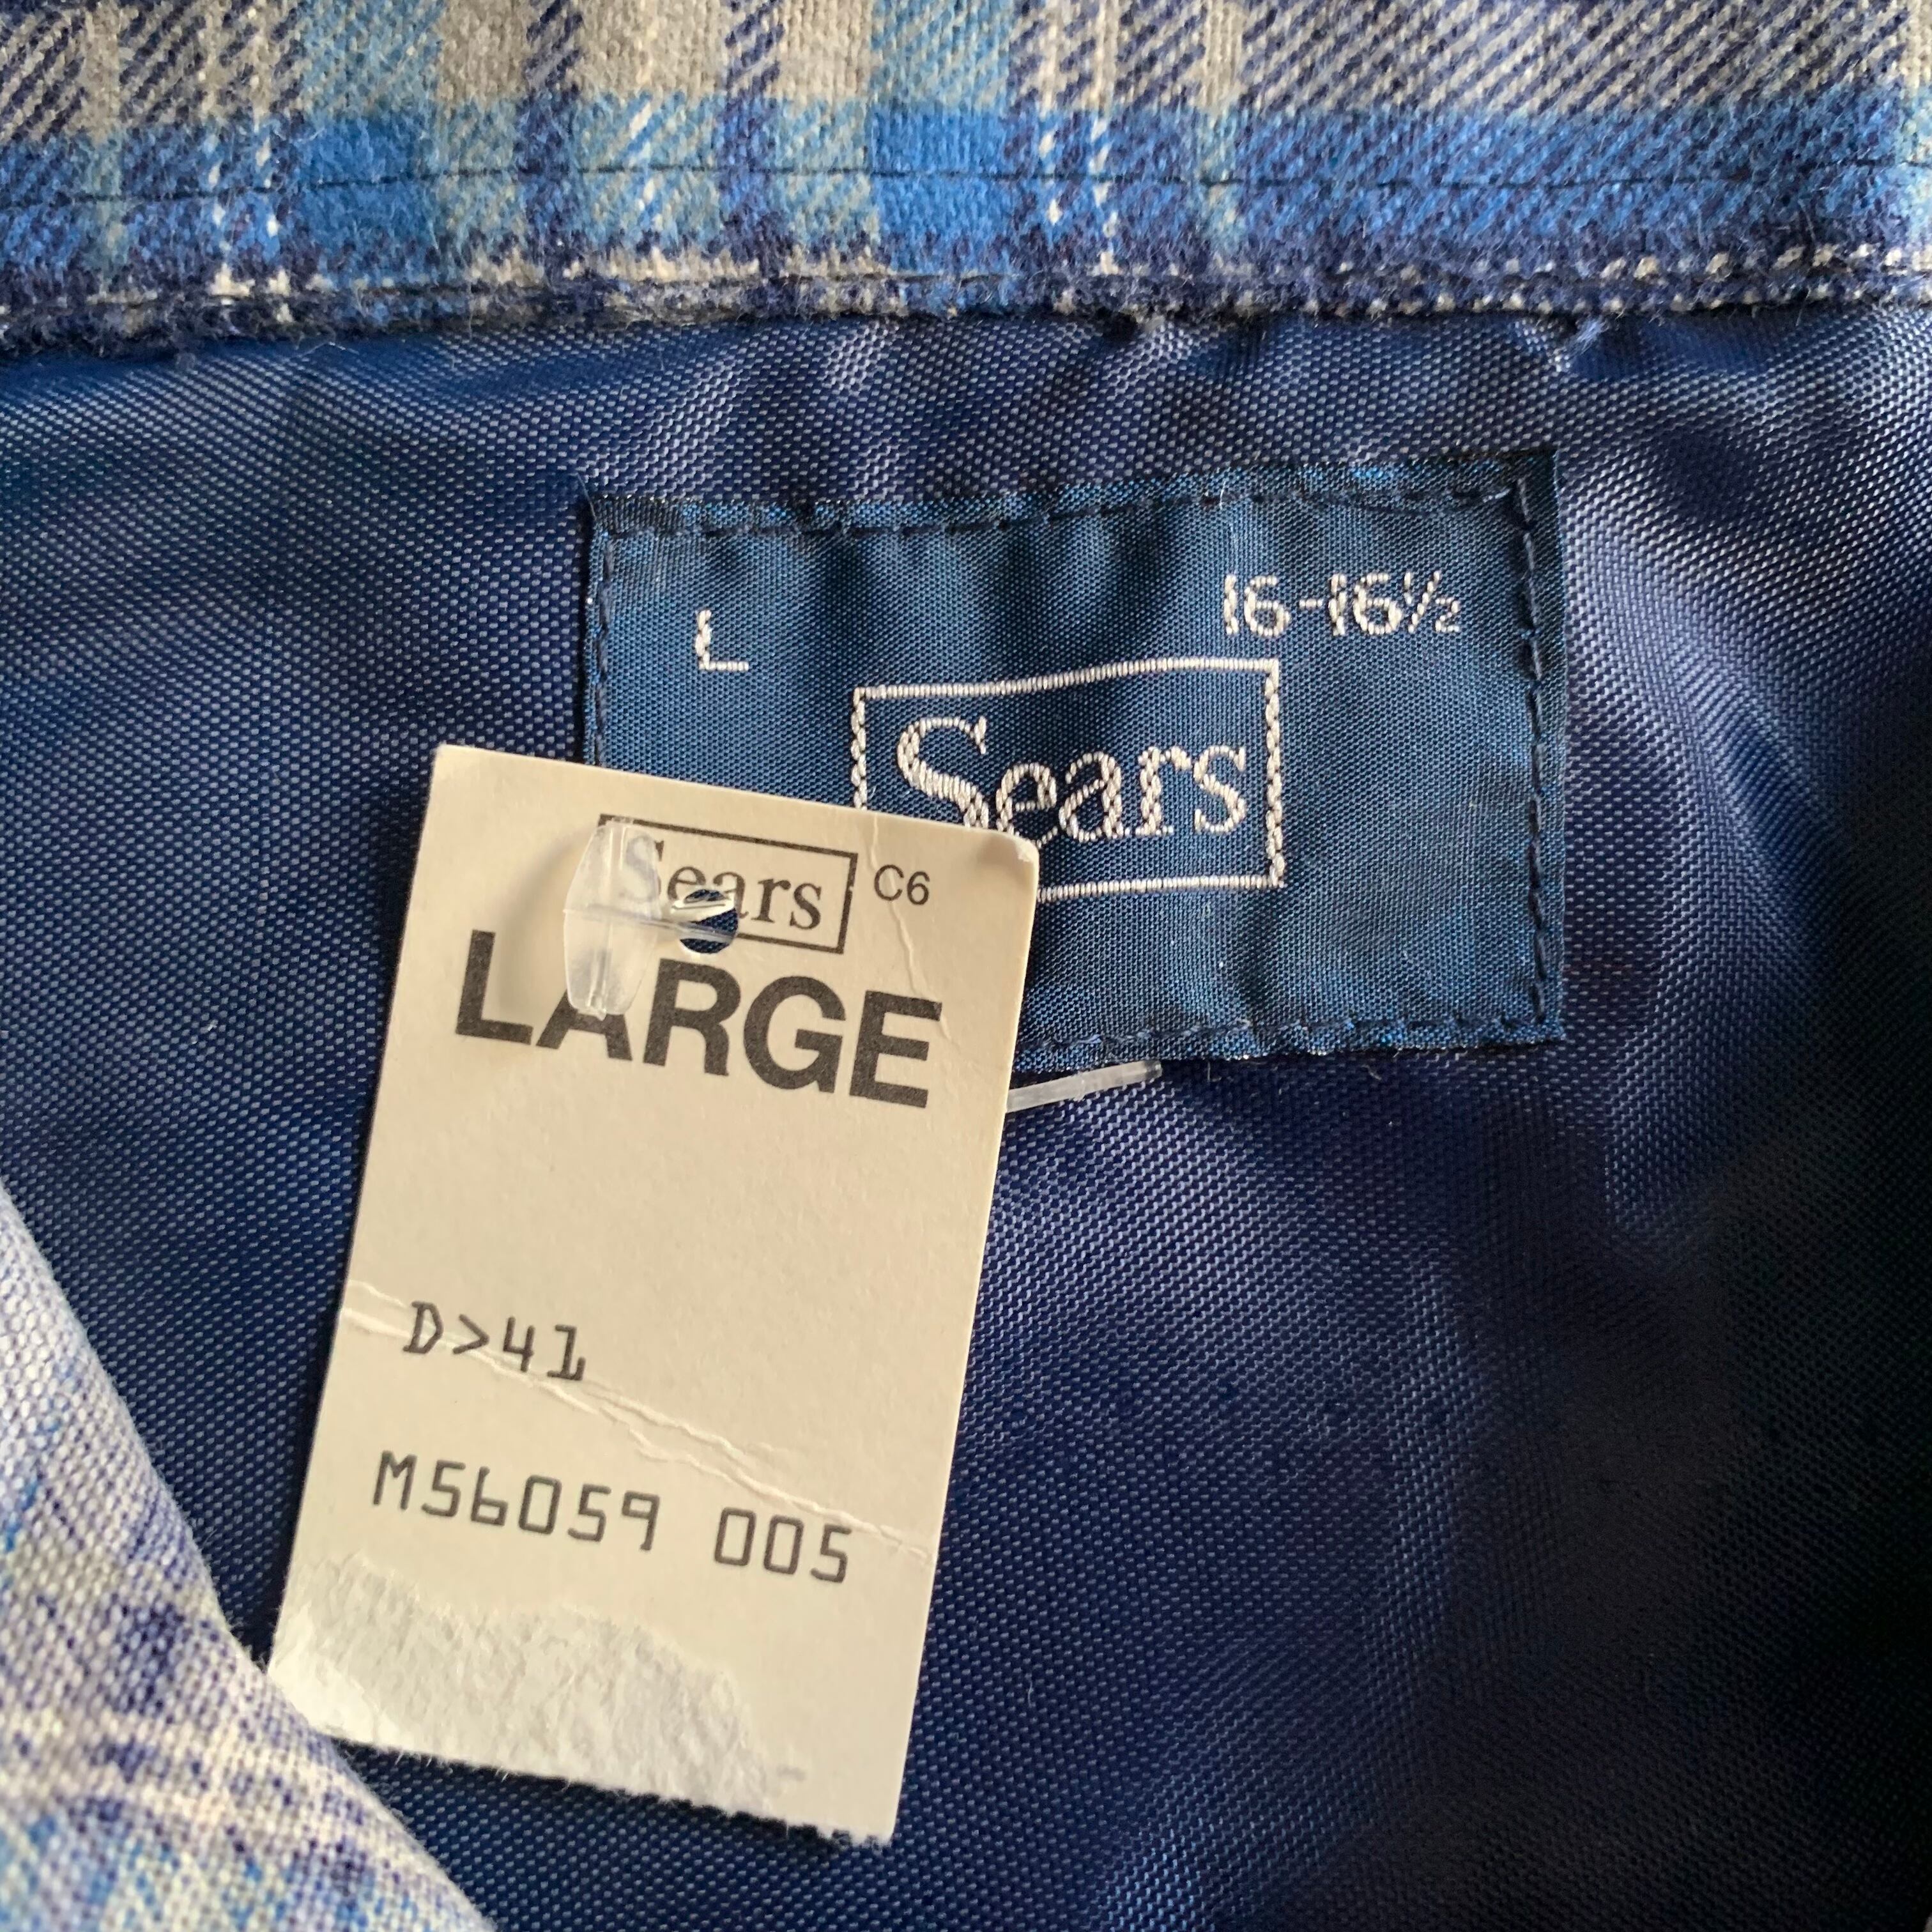 L 16-16½
Sears
Sears C6
LARGE
D>41
M56059 005